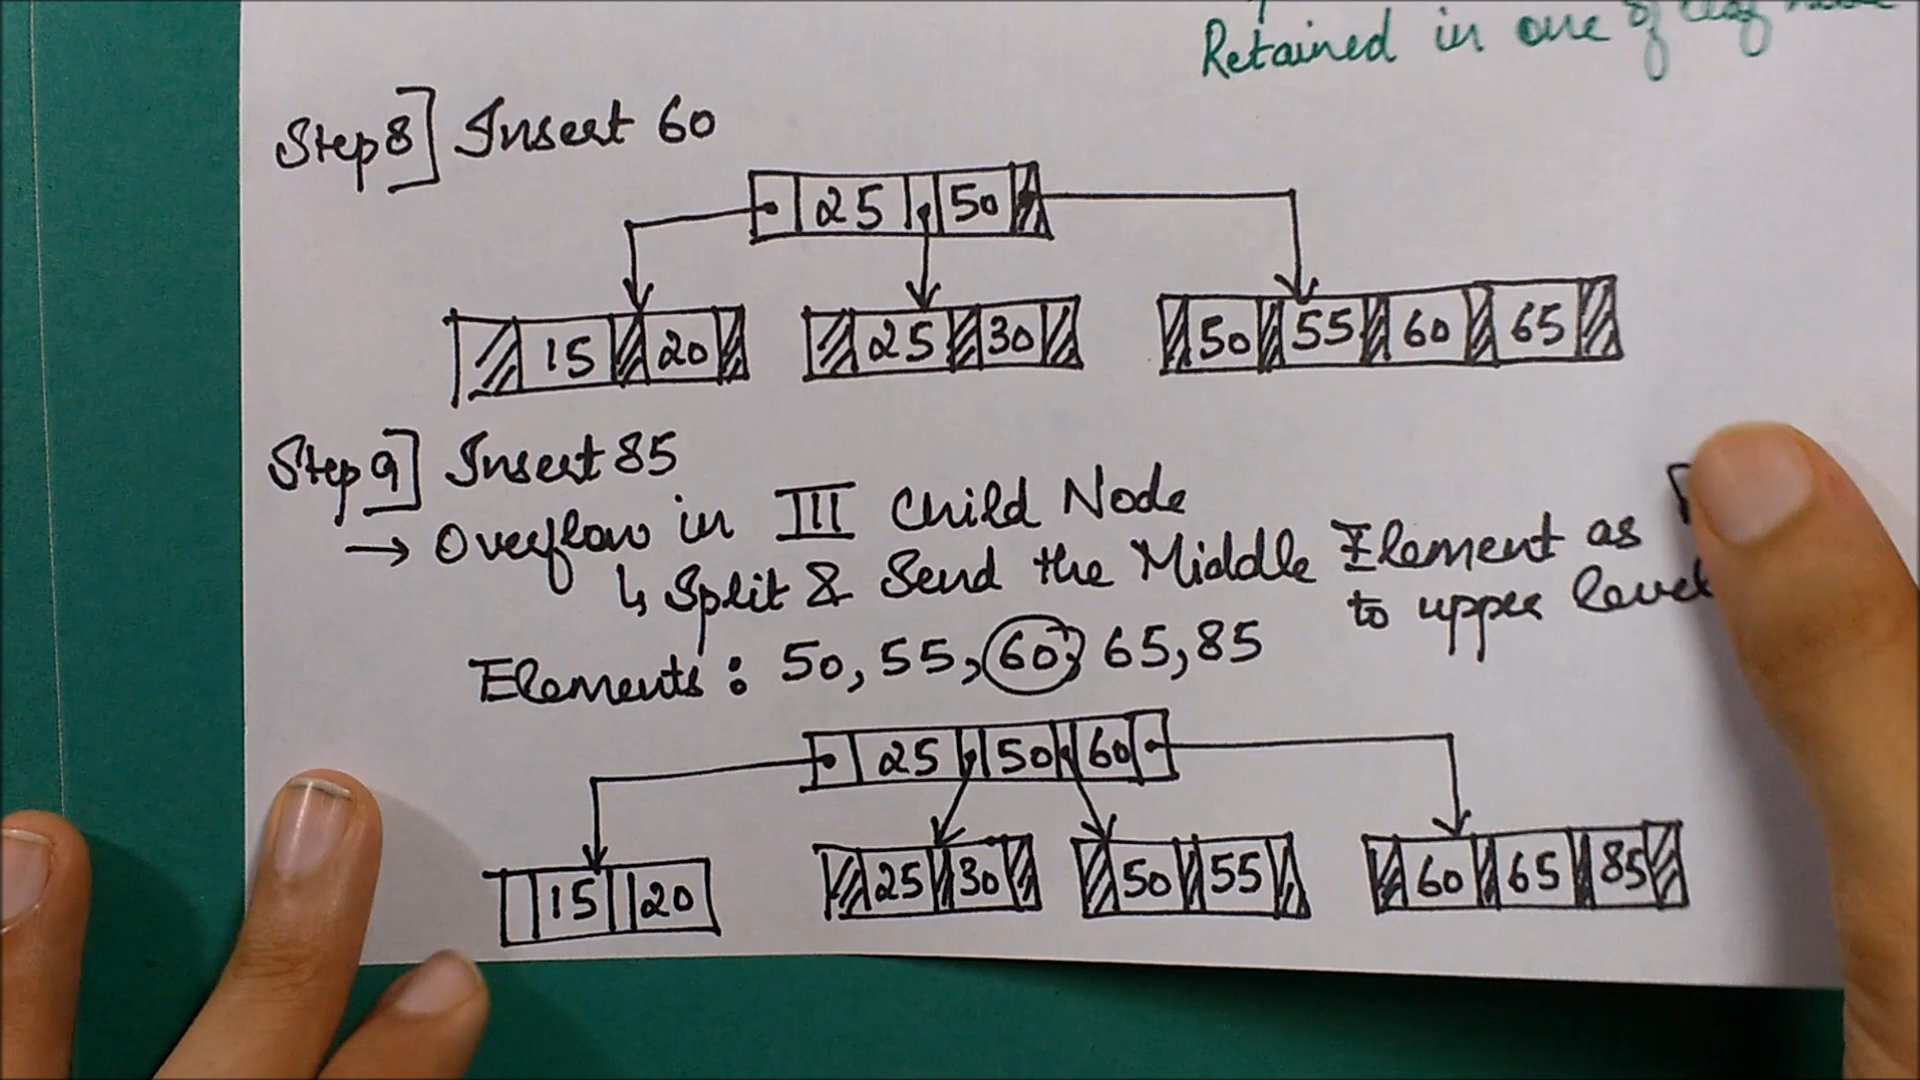 Retained in one of leaf
Step 8] Insert 60
25 50
15 20 25 30 50 55 60 65
Step 9] Insert 85
→ Overflow in III Child Node
↳ Split & Send the Middle Element as
to upper level
Elements : 50, 55, 60, 65, 85
25 50 60
15 20 25 30 50 55 60 65 85